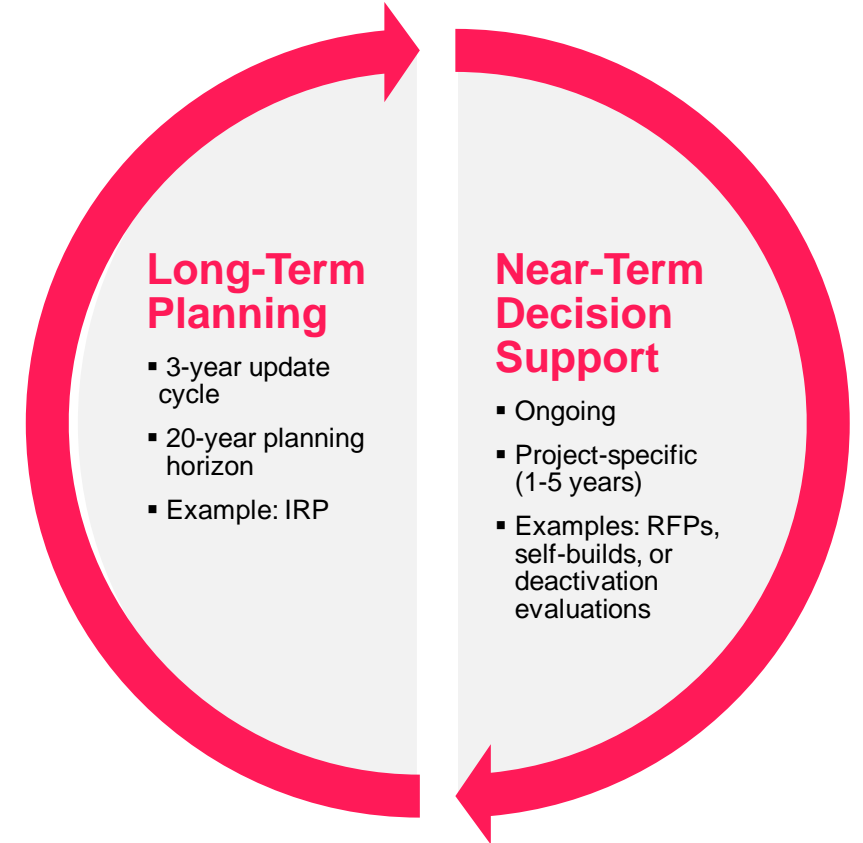 Long-Term
Planning
▪ 3-year update
cycle
▪ 20-year planning
horizon
▪ Example: IRP
Near-Term
Decision
Support
▪ Ongoing
▪ Project-specific
(1-5 years)
▪ Examples: RFPs,
self-builds, or
deactivation
evaluations